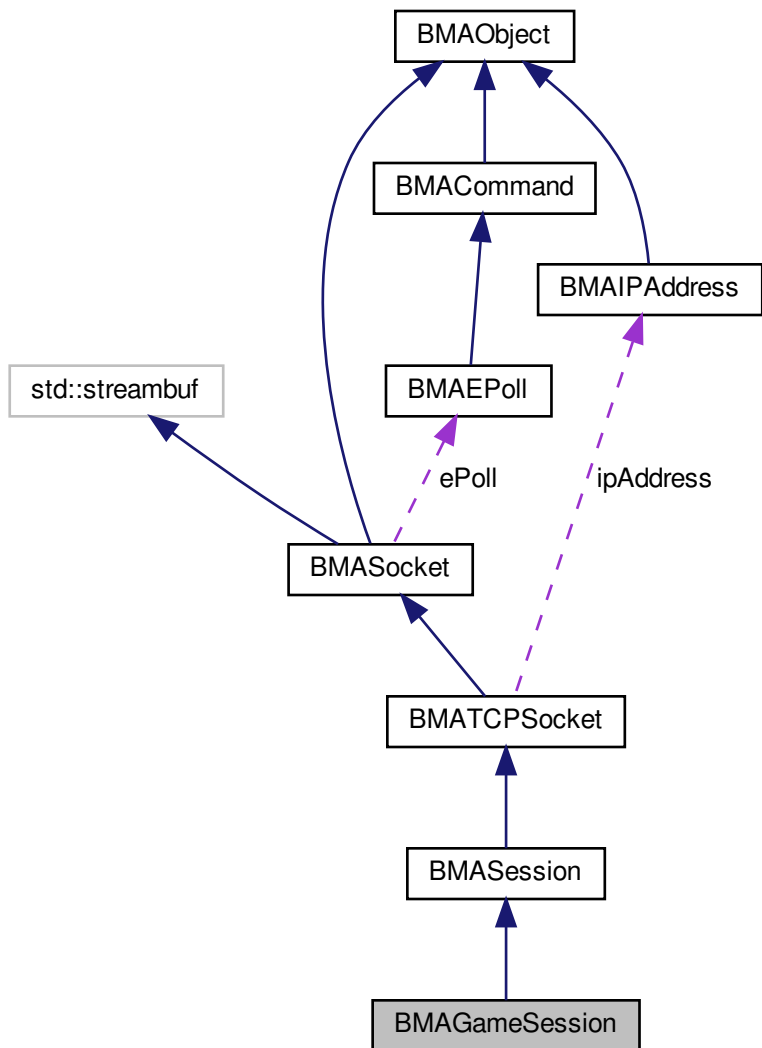 BMAObject
BMACommand
BMAIPAddress
std::streambuf
BMAEPoll
ePoll
ipAddress
BMASocket
BMATCPSocket
BMASession
BMAGameSession